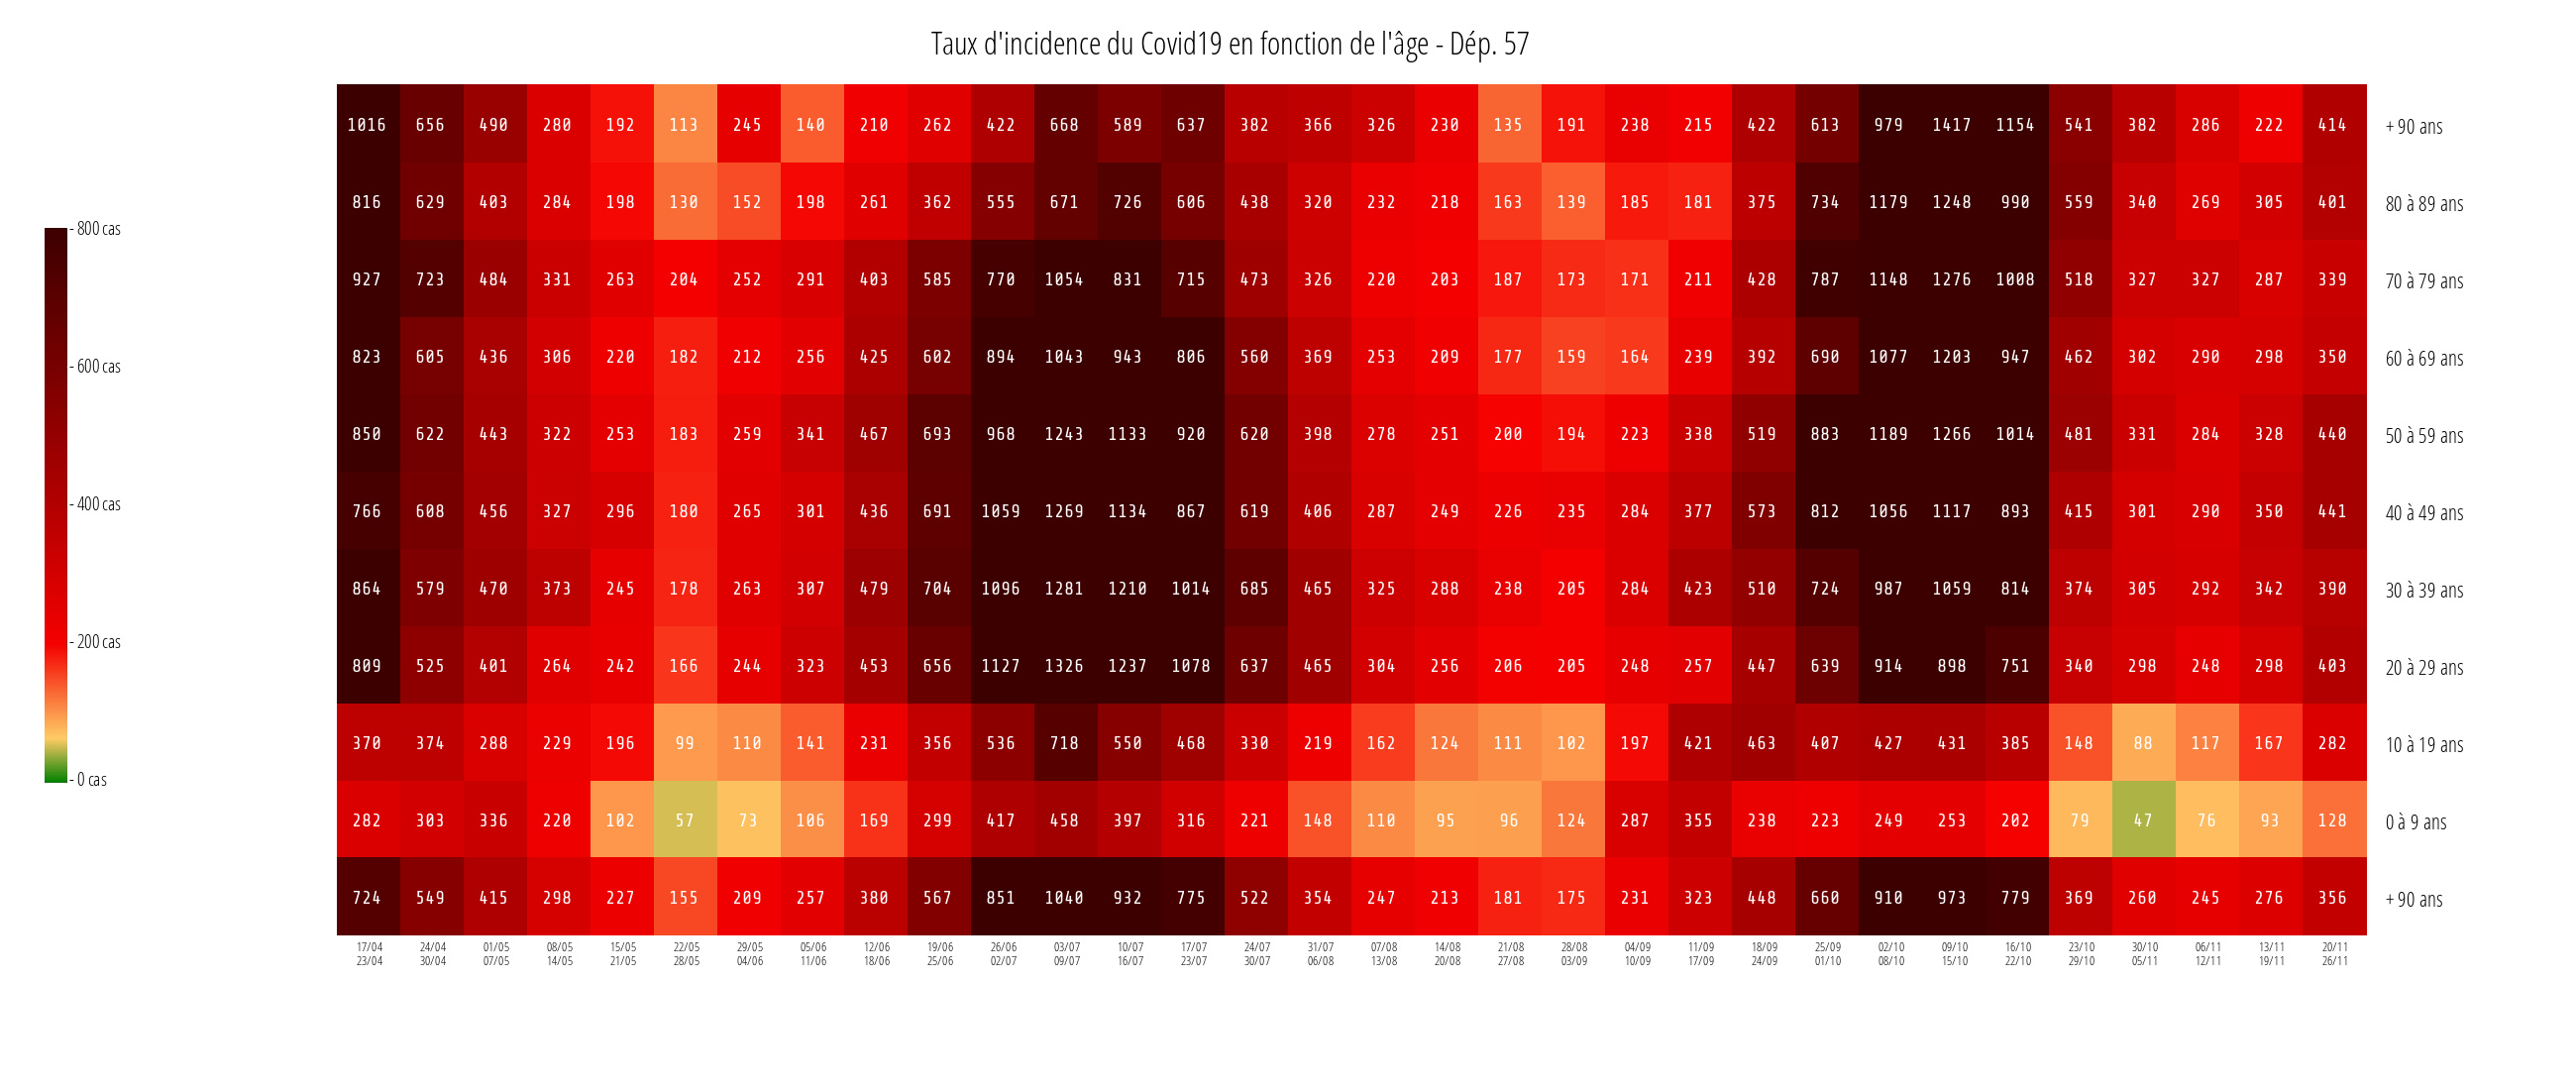 Taux d'incidence du Covid19 en fonction de l'âge - Dép. 57
- 800 cas
- 600 cas
- 400 cas
- 200 cas
- 0 cas
1016 656 490 280 192 113 245 140 210 262 422 668 589 637 382 366 326 230 135 191 238 215 422 613 979 1417 1154 541 382 286 222 414 + 90 ans
816 629 403 284 198 130 152 198 261 362 555 671 726 606 438 320 232 218 163 139 185 181 375 734 1179 1248 990 559 340 269 305 401 80 à 89 ans
927 723 484 331 263 204 252 291 403 585 770 1054 831 715 473 326 220 203 187 173 171 211 428 787 1148 1276 1008 518 327 327 287 339 70 à 79 ans
823 605 436 306 220 182 212 256 425 602 894 1043 943 806 560 369 253 209 177 159 164 239 392 690 1077 1203 947 462 302 290 298 350 60 à 69 ans
850 622 443 322 253 183 259 341 467 693 968 1243 1133 920 620 398 278 251 200 194 223 338 519 883 1189 1266 1014 481 331 284 328 440 50 à 59 ans
766 608 456 327 296 180 265 301 436 691 1059 1269 1134 867 619 406 287 249 226 235 284 377 573 812 1056 1117 893 415 301 290 350 441 40 à 49 ans
864 579 470 373 245 178 263 307 479 704 1096 1281 1210 1014 685 465 325 288 238 205 284 423 510 724 987 1059 814 374 305 292 342 390 30 à 39 ans
809 525 401 264 242 166 244 323 453 656 1127 1326 1237 1078 637 465 304 256 206 205 248 257 447 639 914 898 751 340 298 248 298 403 20 à 29 ans
370 374 288 229 196 99 110 141 231 356 536 718 550 468 330 219 162 124 111 102 197 421 463 407 427 431 385 148 88 117 167 282 10 à 19 ans
282 303 336 220 102 57 73 106 169 299 417 458 397 316 221 148 110 95 96 124 287 355 238 223 249 253 202 79 47 76 93 128 0 à 9 ans
724 549 415 298 227 155 209 257 380 567 851 1040 932 775 522 354 247 213 181 175 231 323 448 660 910 973 779 369 260 245 276 356 + 90 ans
17/04 24/04 01/05 08/05 15/05 22/05 29/05 05/06 12/06 19/06 26/06 03/07 10/07 17/07 24/07 31/07 07/08 14/08 21/08 28/08 04/09 11/09 18/09 25/09 02/10 09/10 16/10 23/10 30/10 06/11 13/11 20/11
23/04 30/04 07/05 14/05 21/05 28/05 04/06 11/06 18/06 25/06 02/07 09/07 16/07 23/07 30/07 06/08 13/08 20/08 27/08 03/09 10/09 17/09 24/09 01/10 08/10 15/10 22/10 29/10 05/11 12/11 19/11 26/11